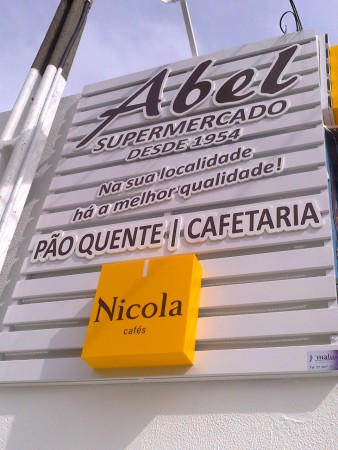 Abel
SUPERMERCADO
DESDE 1954
Na sua localidade
há a melhor qualidade!
PÃO QUENTE | CAFETARIA
Nicola
cafés